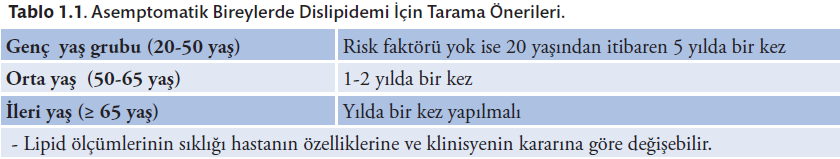 Tablo 1.1. Asemptomatik Bireylerde Dislipidemi İçin Tarama Önerileri.
Genç yaş grubu (20-50 yaş) Risk faktörü yok ise 20 yaşından itibaren 5 yılda bir kez
Orta yaş (50-65 yaş) 1-2 yılda bir kez
İleri yaş (≥ 65 yaş) Yılda bir kez yapılmalı
- Lipid ölçümlerinin sıklığı hastanın özelliklerine ve klinisyenin kararına göre değişebilir.